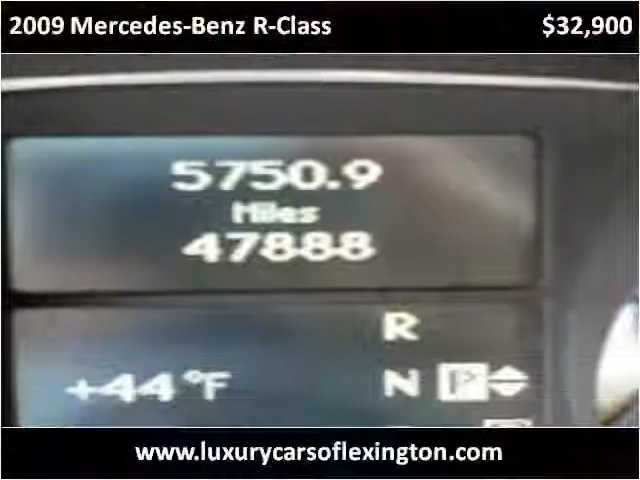 2009 Mercedes-Benz R-Class $32,900
5750.9
Miles
47888
R
+44°F N P
www.luxurycarsoflexington.com